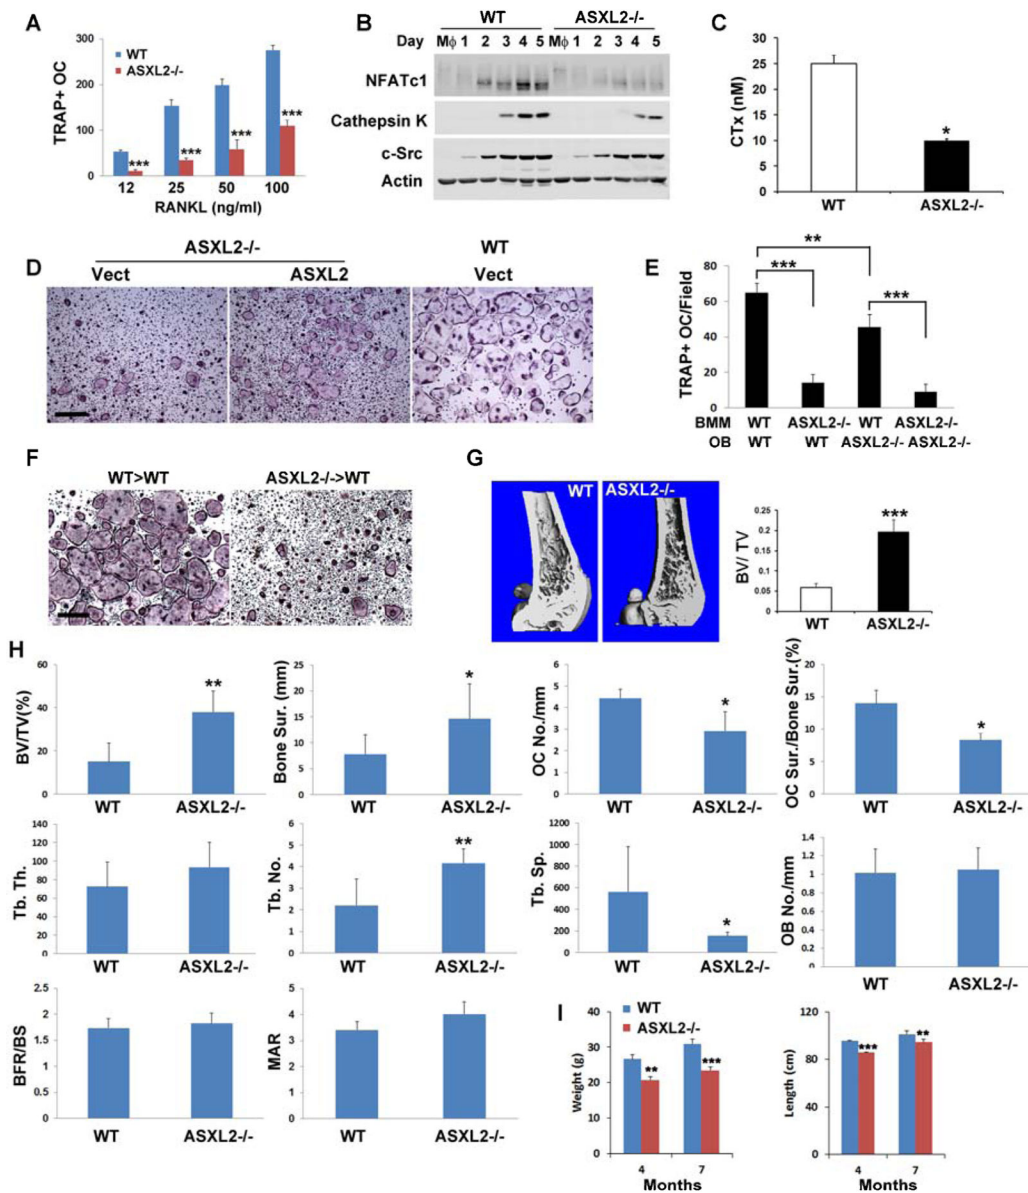 A
TRAP+ OC
300
200
100
0
WT
ASXL2-/-
***
***
***
***
12 25 50 100
RANKL (ng/ml)
B
WT ASXL2-/-
Day Mϕ 1 2 3 4 5 Mϕ 1 2 3 4 5
NFATc1
Cathepsin K
c-Src
Actin
C
CTx (nM)
30
25
20
15
10
5
0
*
WT ASXL2-/-
D
ASXL2-/- WT
Vect ASXL2 Vect
E
TRAP+ OC/Field
80
60
40
20
0
**
***
***
BMM WT ASXL2-/- WT ASXL2-/-
OB WT WT ASXL2-/- ASXL2-/-
F
WT>WT ASXL2-/->WT
G
WT ASXL2-/-
BV/ TV
0.25
0.2
0.15
0.1
0.05
0
***
WT ASXL2-/-
H
BV/TV(%)
60
40
20
0
**
WT ASXL2-/-
Bone Sur. (mm)
25
20
15
10
5
0
*
WT ASXL2-/-
OC No./mm
6
5
4
3
2
1
0
*
WT ASXL2-/-
OC Sur./Bone Sur.(%)
20
15
10
5
0
*
WT ASXL2-/-
Tb. Th.
140
120
100
80
60
40
20
0
WT ASXL2-/-
Tb. No.
6
5
4
3
2
1
0
**
WT ASXL2-/-
Tb. Sp.
1200
1000
800
600
400
200
0
*
WT ASXL2-/-
OB No./mm
1.4
1.2
1
0.8
0.6
0.4
0.2
0
WT ASXL2-/-
BFR/BS
2.5
2
1.5
1
0.5
0
WT ASXL2-/-
MAR
5
4
3
2
1
0
WT ASXL2-/-
I
WT
ASXL2-/-
Weight (g)
40
30
20
10
0
**
***
4 7
Months
Length (cm)
120
80
40
0
***
**
4 7
Months